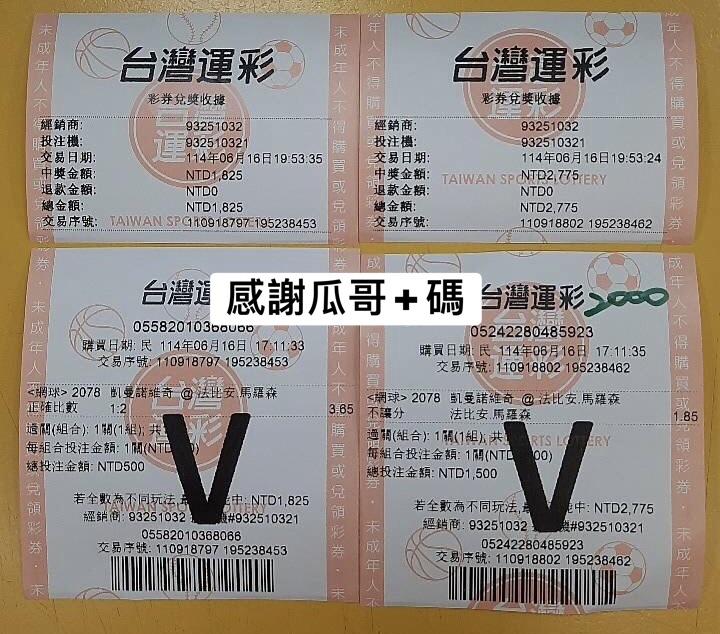 台灣運彩
彩券兌獎收據
經銷商: 93251032
投注機: 932510321
交易日期: 114年06月16日19:53:35
中獎金額: NTD1,825
退款金額: NTD0
總金額: NTD1,825
交易序號: 110918797 195238453
TAIWAN SPORTS LOTTERY
台灣運彩
彩券兌獎收據
經銷商: 93251032
投注機: 932510321
交易日期: 114年06月16日19:53:24
中獎金額: NTD2,775
退款金額: NTD0
總金額: NTD2,775
交易序號: 110918802 195238462
TAIWAN SPORTS LOTTERY
感謝瓜哥+碼
台灣運
05582010368066
購買日期: 民 114年06月16日 17:11:33
交易序號: 110918797 195238453
<網球> 2078 凱曼諾維奇 @ 法比安.馬羅森
正確比數 1:2 3.65
過關(組合): 1關(1組); 共
每組合投注金額: 1關(NT
總投注金額: NTD500
V
若全數為不同玩法,最 中: NTD1,825
經銷商: 93251032 #932510321
05582010368066
交易序號: 110918797 195238453
台灣運彩
>000
05242280485923
購買日期: 民 114年06月16日 17:11:35
交易序號: 110918802 195238462
<網球> 2078 凱曼諾維奇 @ 法比安.馬羅森
不讓分 法比安.馬羅森 1.85
過關(組合): 1關(1組); 共
每組合投注金額: 1關(NT 00)
總投注金額: NTD1,500
V
若全數為不同玩法,最 能中: NTD2,775
經銷商: 93251032 機#932510321
05242280485923
交易序號: 110918802 195238462
未成年人不得購買或兌領彩券